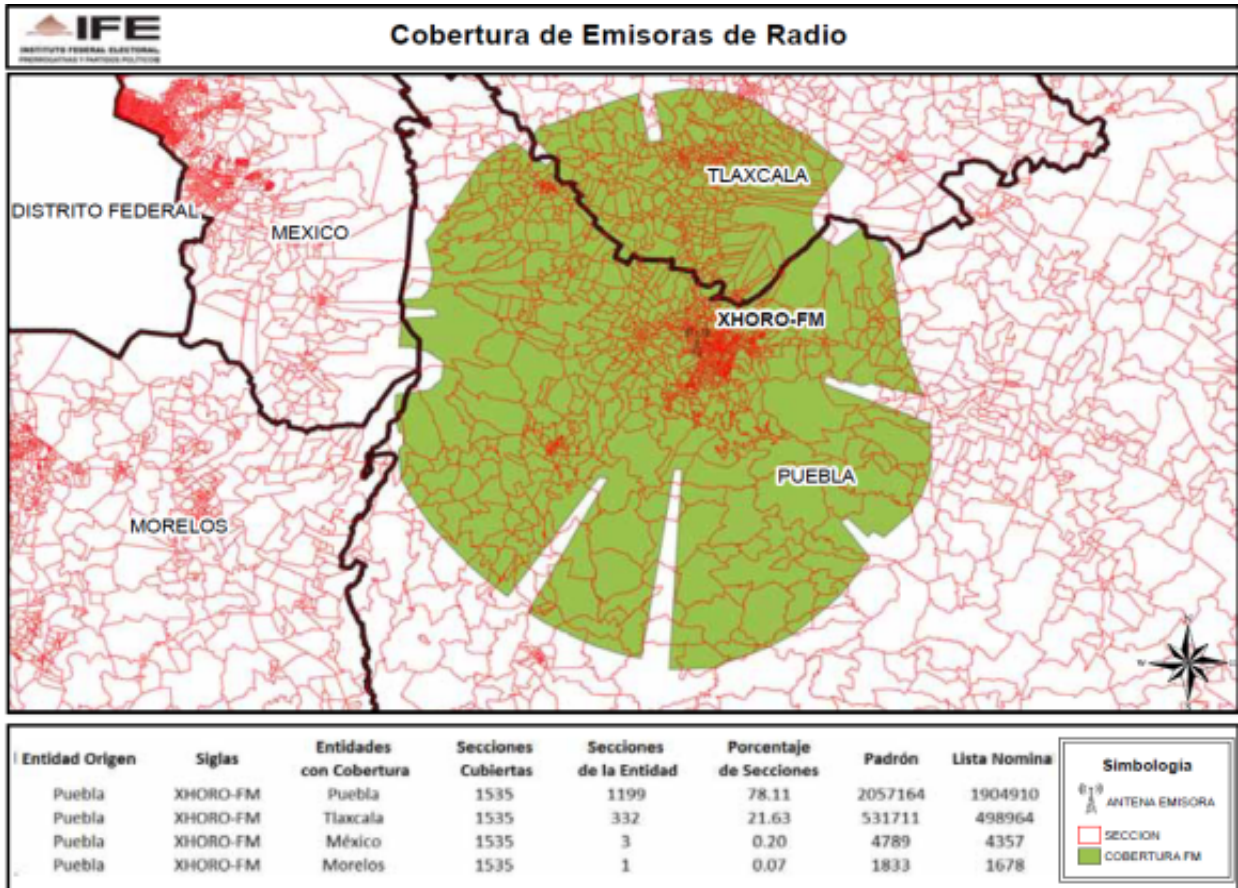 IFE
INSTITUTO FEDERAL ELECTORAL
PRERROGATIVAS Y PARTIDOS POLÍTICOS
Cobertura de Emisoras de Radio
TLAXCALA
DISTRITO FEDERAL
MEXICO
XHORO-FM
PUEBLA
MORELOS
Entidad Origen Siglas Entidades con Cobertura Secciones Cubiertas Secciones de la Entidad Porcentaje de Secciones Padrón Lista Nomina
Puebla XHORO-FM Puebla 1535 1199 78.11 2057164 1904910
Puebla XHORO-FM Tlaxcala 1535 332 21.63 531711 498964
Puebla XHORO-FM México 1535 3 0.20 4789 4357
Puebla XHORO-FM Morelos 1535 1 0.07 1833 1678
Simbología
ANTENA EMISORA
SECCION
COBERTURA FM